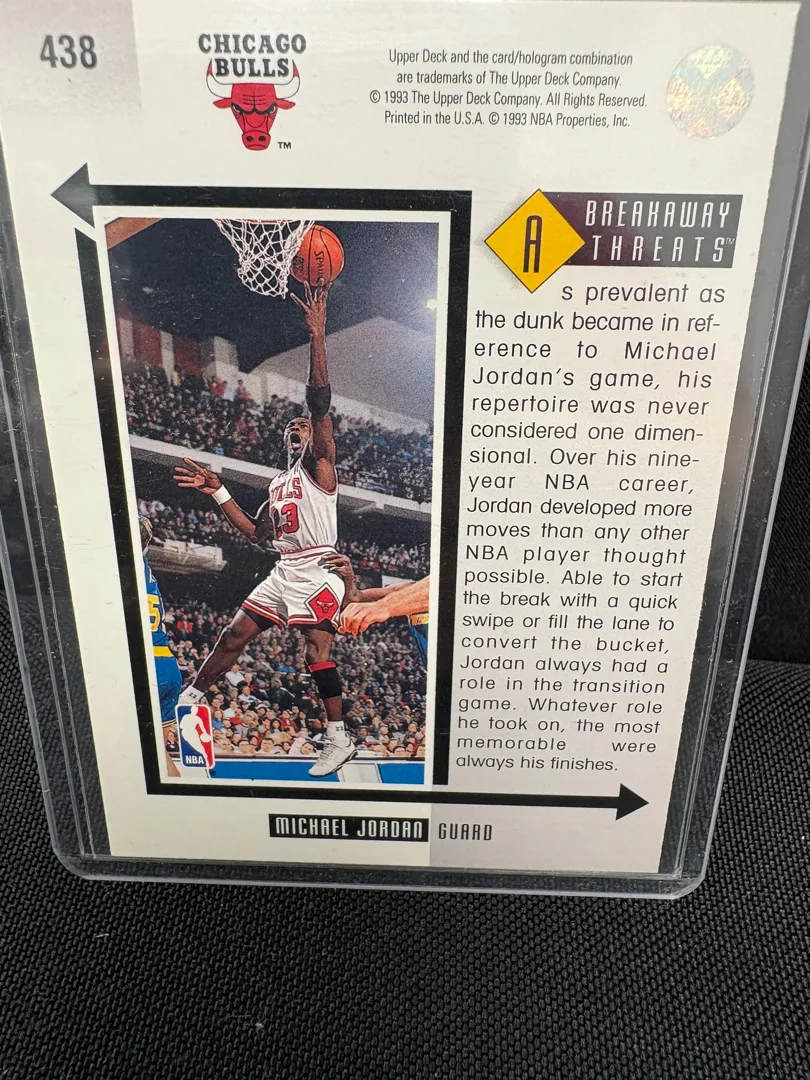 438
CHICAGO
BULLS
TM
Upper Deck and the card/hologram combination
are trademarks of The Upper Deck Company.
© 1993 The Upper Deck Company. All Rights Reserved.
Printed in the U.S.A. © 1993 NBA Properties, Inc.
BREAKAWAY
THREATS™
A
s prevalent as
the dunk became in ref-
erence to Michael
Jordan's game, his
repertoire was never
considered one dimen-
sional. Over his nine-
year NBA career,
Jordan developed more
moves than any other
NBA player thought
possible. Able to start
the break with a quick
swipe or fill the lane to
convert the bucket,
Jordan always had a
role in the transition
game. Whatever role
he took on, the most
memorable were
always his finishes.
SPALDING
BULLS
23
5
NBA
MICHAEL JORDAN GUARD